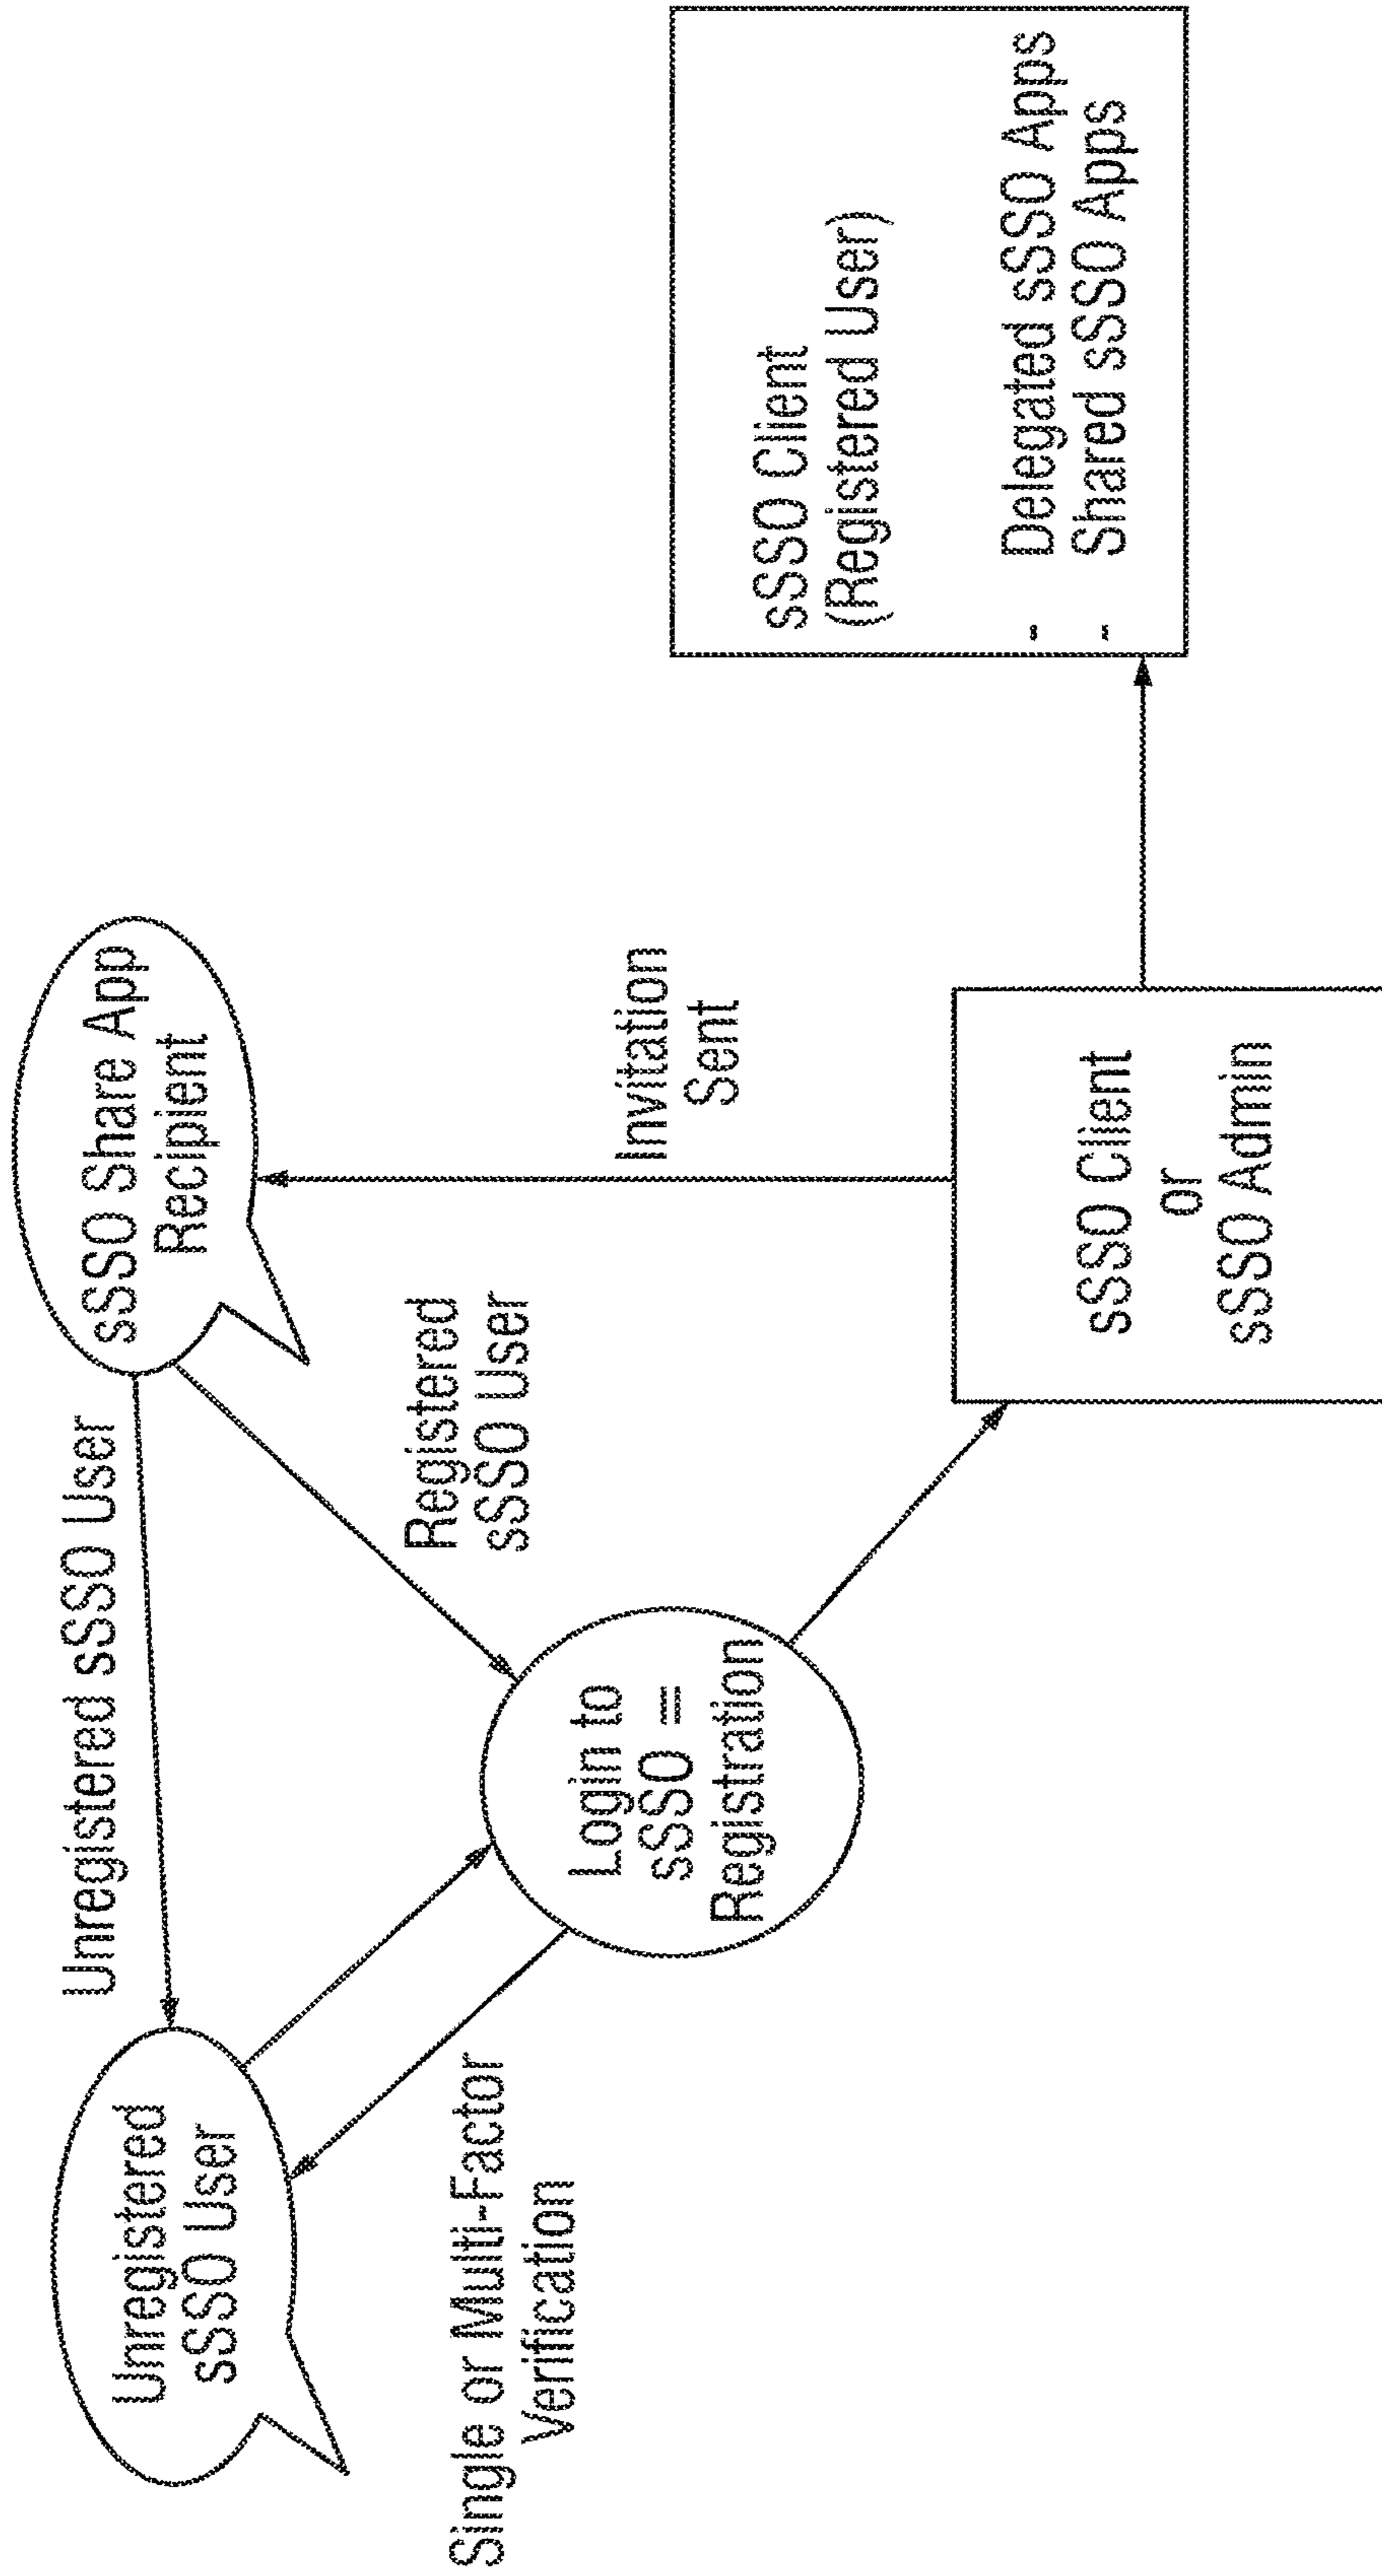 Unregistered sSSO User
sSSO Share App
Recipient
Unregistered
sSSO User
Registered
sSSO User
Single or Multi-Factor
Verification
Login to
sSSO =
Registration
Invitation
Sent
sSSO Client
(Registered User)
- Delegated sSSO Apps
- Shared sSSO Apps
sSSO Client
or
sSSO Admin